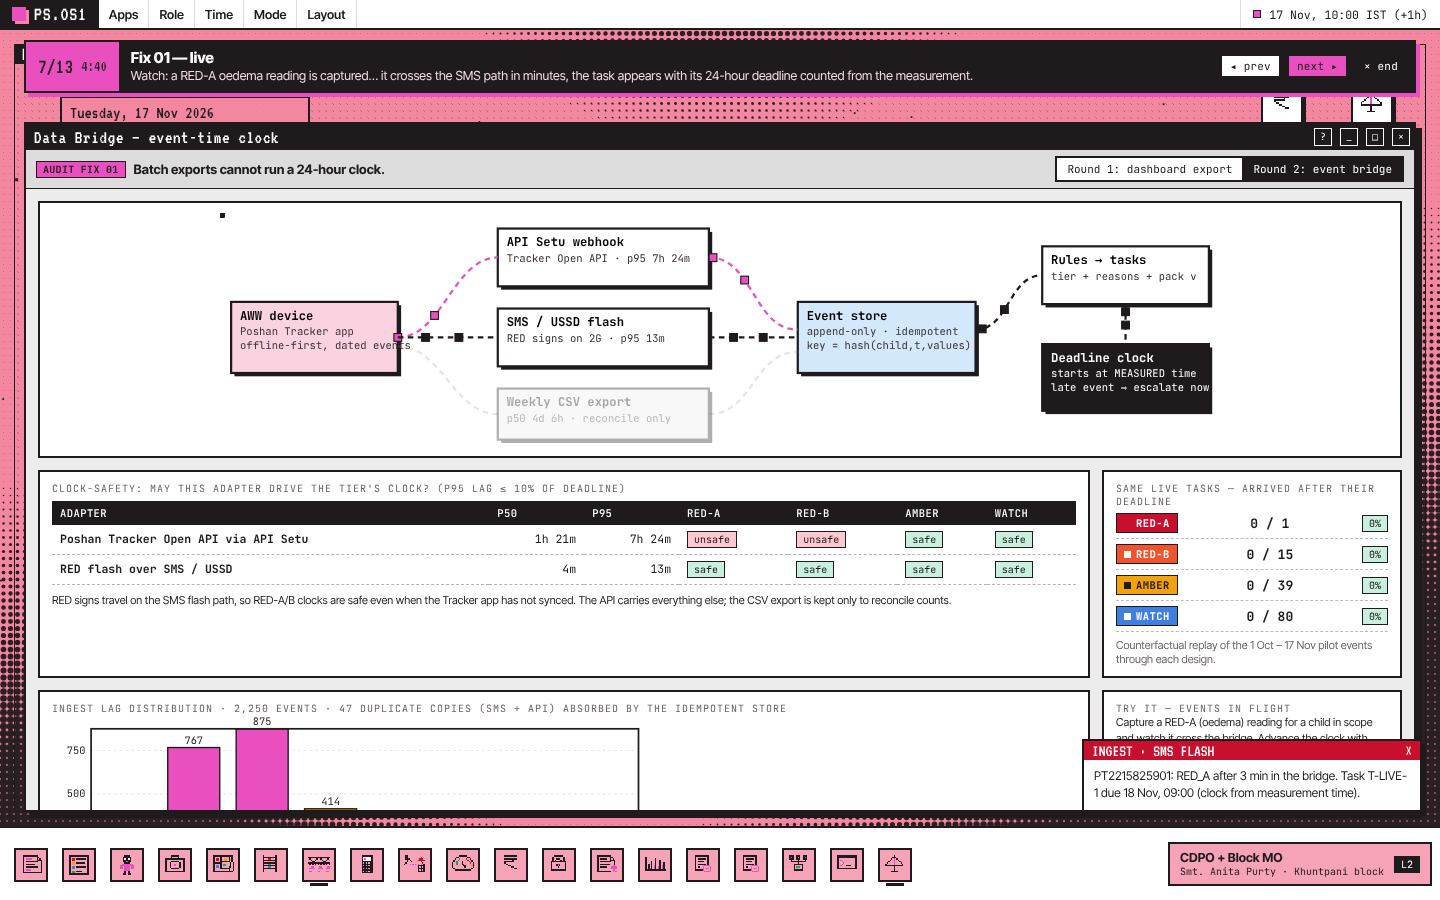 PS.OS1
Apps
Role
Time
Mode
Layout
17 Nov, 10:00 IST (+1h)
7/13 4:40
Fix 01 — live
Watch: a RED-A oedema reading is captured… it crosses the SMS path in minutes, the task appears with its 24-hour deadline counted from the measurement.
◂ prev
next ▸
× end
Tuesday, 17 Nov 2026
Data Bridge — event-time clock
? _ □ ×
AUDIT FIX 01
Batch exports cannot run a 24-hour clock.
Round 1: dashboard export
Round 2: event bridge
API Setu webhook
Tracker Open API · p95 7h 24m
Rules → tasks
tier + reasons + pack v
AWW device
Poshan Tracker app
offline-first, dated events
SMS / USSD flash
RED signs on 2G · p95 13m
Event store
append-only · idempotent
key = hash(child,t,values)
Deadline clock
starts at MEASURED time
late event → escalate now
Weekly CSV export
p50 4d 6h · reconcile only
CLOCK-SAFETY: MAY THIS ADAPTER DRIVE THE TIER'S CLOCK? (P95 LAG ≤ 10% OF DEADLINE)
ADAPTER P50 P95 RED-A RED-B AMBER WATCH
Poshan Tracker Open API via API Setu 1h 21m 7h 24m unsafe unsafe safe safe
RED flash over SMS / USSD 4m 13m safe safe safe safe
RED signs travel on the SMS flash path, so RED-A/B clocks are safe even when the Tracker app has not synced. The API carries everything else; the CSV export is kept only to reconcile counts.
SAME LIVE TASKS — ARRIVED AFTER THEIR
DEADLINE
RED-A 0 / 1 0%
RED-B 0 / 15 0%
AMBER 0 / 39 0%
WATCH 0 / 80 0%
Counterfactual replay of the 1 Oct – 17 Nov pilot events
through each design.
INGEST LAG DISTRIBUTION · 2,250 EVENTS · 47 DUPLICATE COPIES (SMS + API) ABSORBED BY THE IDEMPOTENT STORE
875
767
750
500
414
TRY IT — EVENTS IN FLIGHT
Capture a RED-A (oedema) reading for a child in scope
and watch it cross the bridge. Advance the clock with
INGEST · SMS FLASH X
PT2215825901: RED_A after 3 min in the bridge. Task T-LIVE-
1 due 18 Nov, 09:00 (clock from measurement time).
CDPO + Block MO
Smt. Anita Purty · Khuntpani block
L2